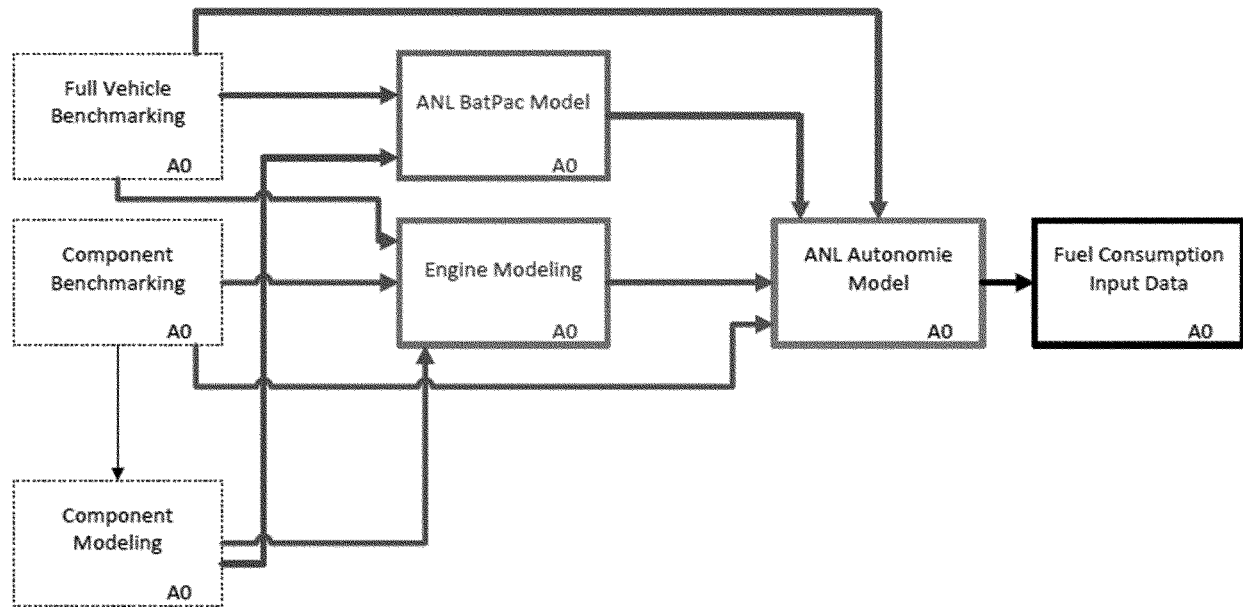 Full Vehicle
Benchmarking
A0
ANL BatPac Model
A0
Component
Benchmarking
A0
Engine Modeling
A0
ANL Autonomie
Model
A0
Fuel Consumption
Input Data
A0
Component
Modeling
A0